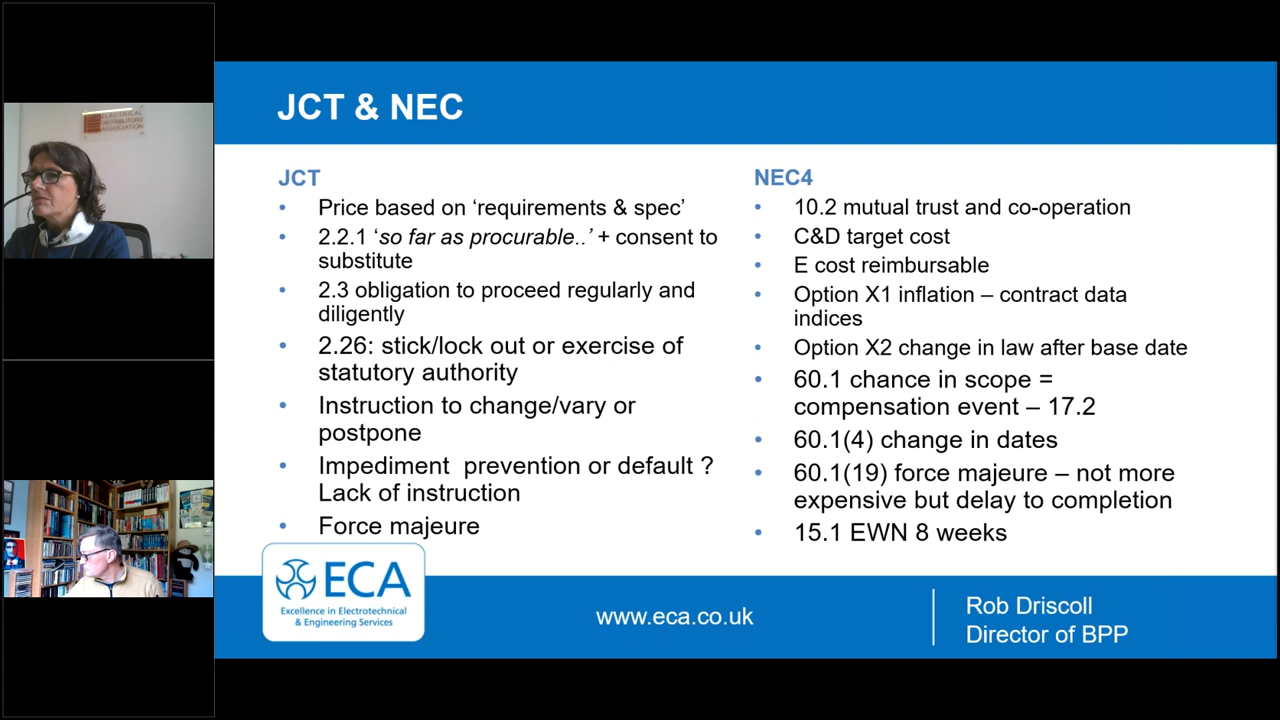 ELECTRICAL
DISTRIBUTORS'
ASSOCIATION
JCT & NEC
JCT
• Price based on ‘requirements & spec’
• 2.2.1 ‘so far as procurable..’ + consent to
substitute
• 2.3 obligation to proceed regularly and
diligently
• 2.26: stick/lock out or exercise of
statutory authority
• Instruction to change/vary or
postpone
• Impediment prevention or default ?
Lack of instruction
• Force majeure
NEC4
• 10.2 mutual trust and co-operation
• C&D target cost
• E cost reimbursable
• Option X1 inflation – contract data
indices
• Option X2 change in law after base date
• 60.1 chance in scope =
compensation event – 17.2
• 60.1(4) change in dates
• 60.1(19) force majeure – not more
expensive but delay to completion
• 15.1 EWN 8 weeks
ECA
Excellence in Electrotechnical
& Engineering Services
www.eca.co.uk
Rob Driscoll
Director of BPP